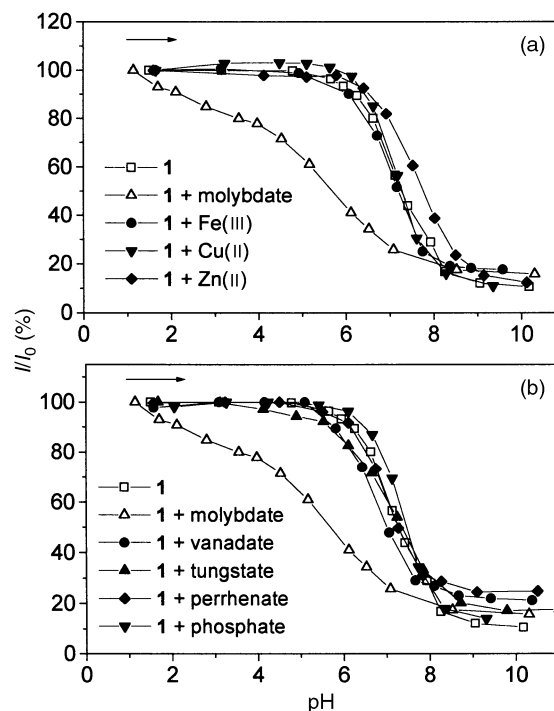 120
(a)
100
80
60
40
20
0
1
1 + molybdate
1 + Fe(III)
1 + Cu(II)
1 + Zn(II)
0 2 4 6 8 10
I/I0 (%)
(b)
100
80
60
40
20
0
1
1 + molybdate
1 + vanadate
1 + tungstate
1 + perrhenate
1 + phosphate
0 2 4 6 8 10
pH